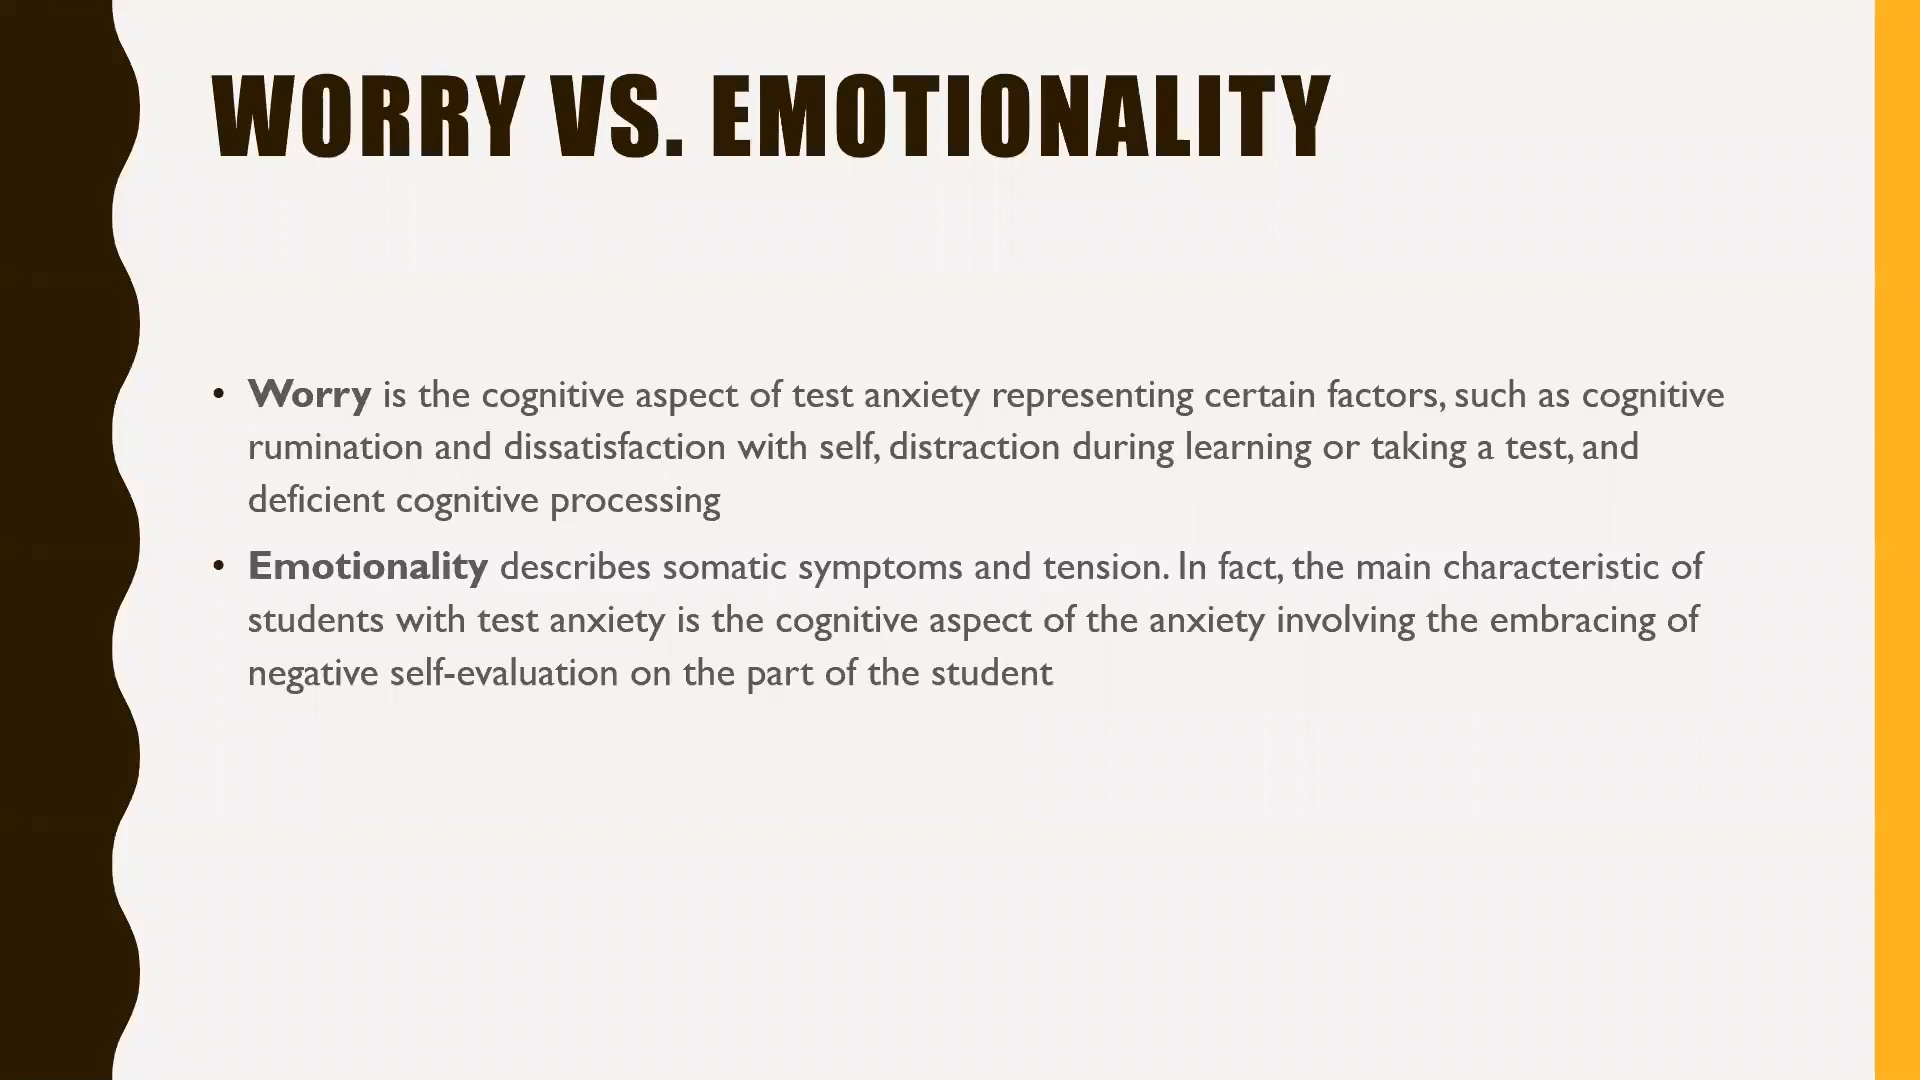 WORRY VS. EMOTIONALITY
• Worry is the cognitive aspect of test anxiety representing certain factors, such as cognitive
rumination and dissatisfaction with self, distraction during learning or taking a test, and
deficient cognitive processing
• Emotionality describes somatic symptoms and tension. In fact, the main characteristic of
students with test anxiety is the cognitive aspect of the anxiety involving the embracing of
negative self-evaluation on the part of the student